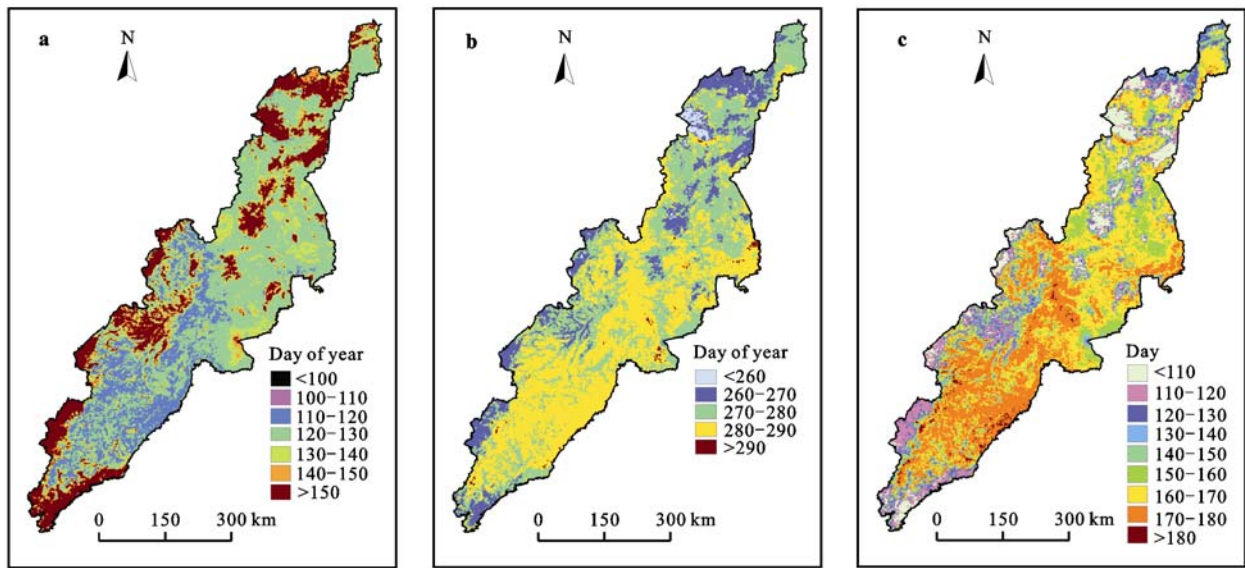 a
N
Day of year
<100
100-110
110-120
120-130
130-140
140-150
>150
0 150 300 km
b
N
Day of year
<260
260-270
270-280
280-290
>290
0 150 300 km
c
N
Day
<110
110-120
120-130
130-140
140-150
150-160
160-170
170-180
>180
0 150 300 km